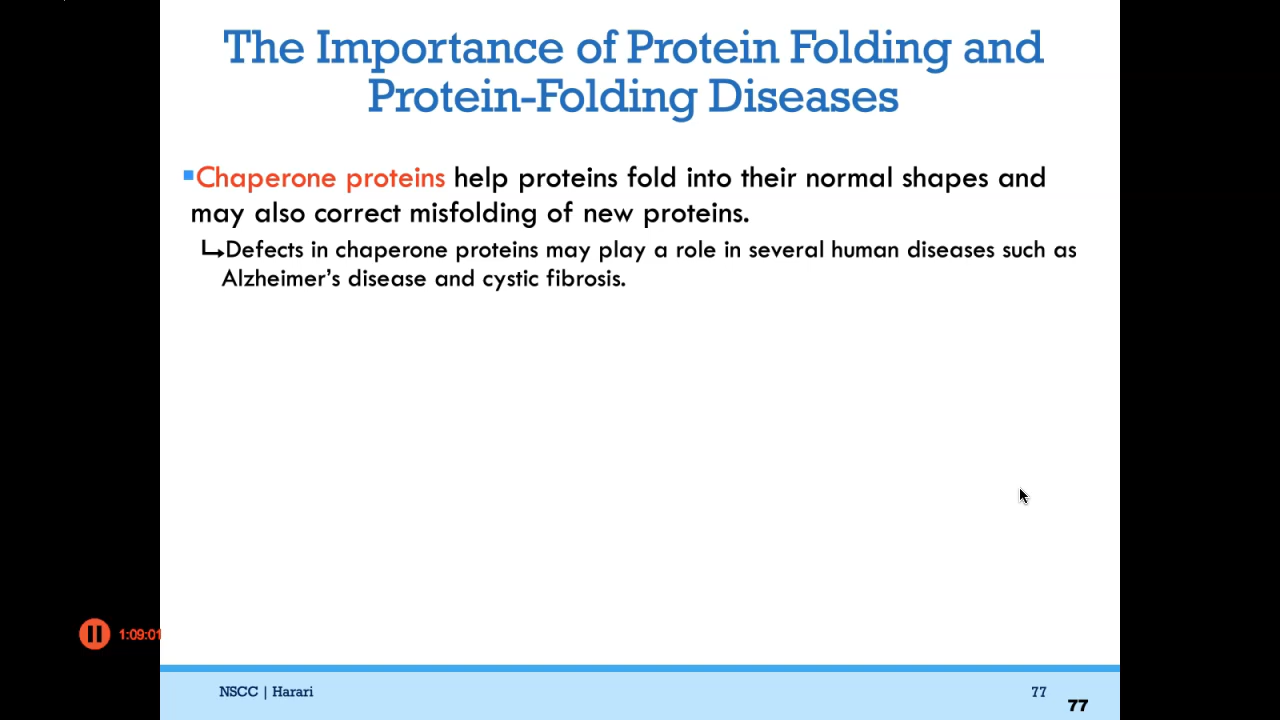 The Importance of Protein Folding and
Protein-Folding Diseases
Chaperone proteins help proteins fold into their normal shapes and
may also correct misfolding of new proteins.
Defects in chaperone proteins may play a role in several human diseases such as
Alzheimer's disease and cystic fibrosis.
1:09:01
NSCC | Harari
77
77